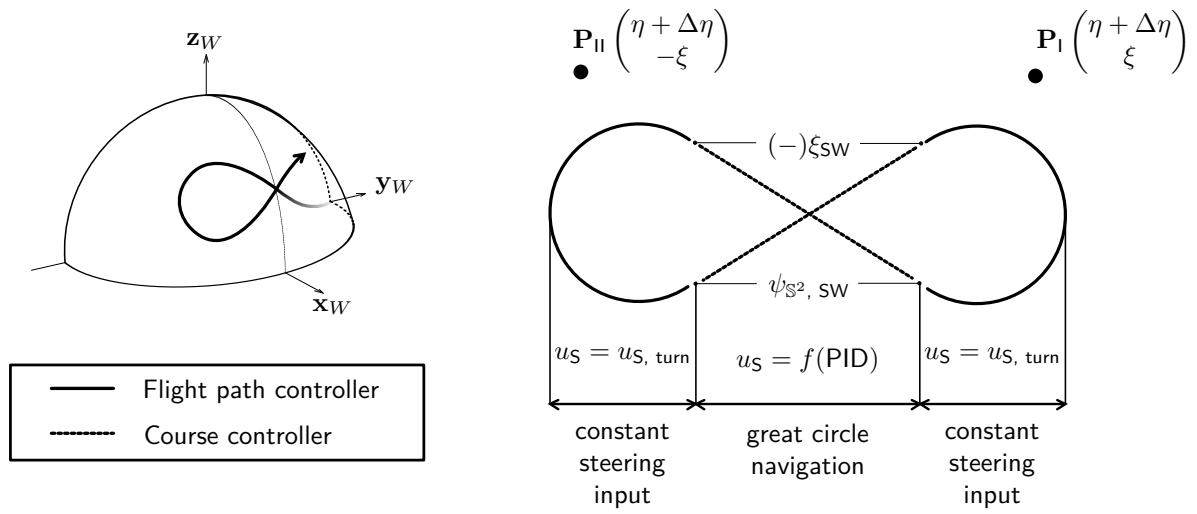 z_W
y_W
x_W
Flight path controller
Course controller
P_II (η + Δη
−ξ)
P_I (η + Δη
ξ)
(−)ξ_SW
ψ_𝕊², SW
u_S = u_S, turn
u_S = f(PID)
u_S = u_S, turn
constant
steering
input
great circle
navigation
constant
steering
input